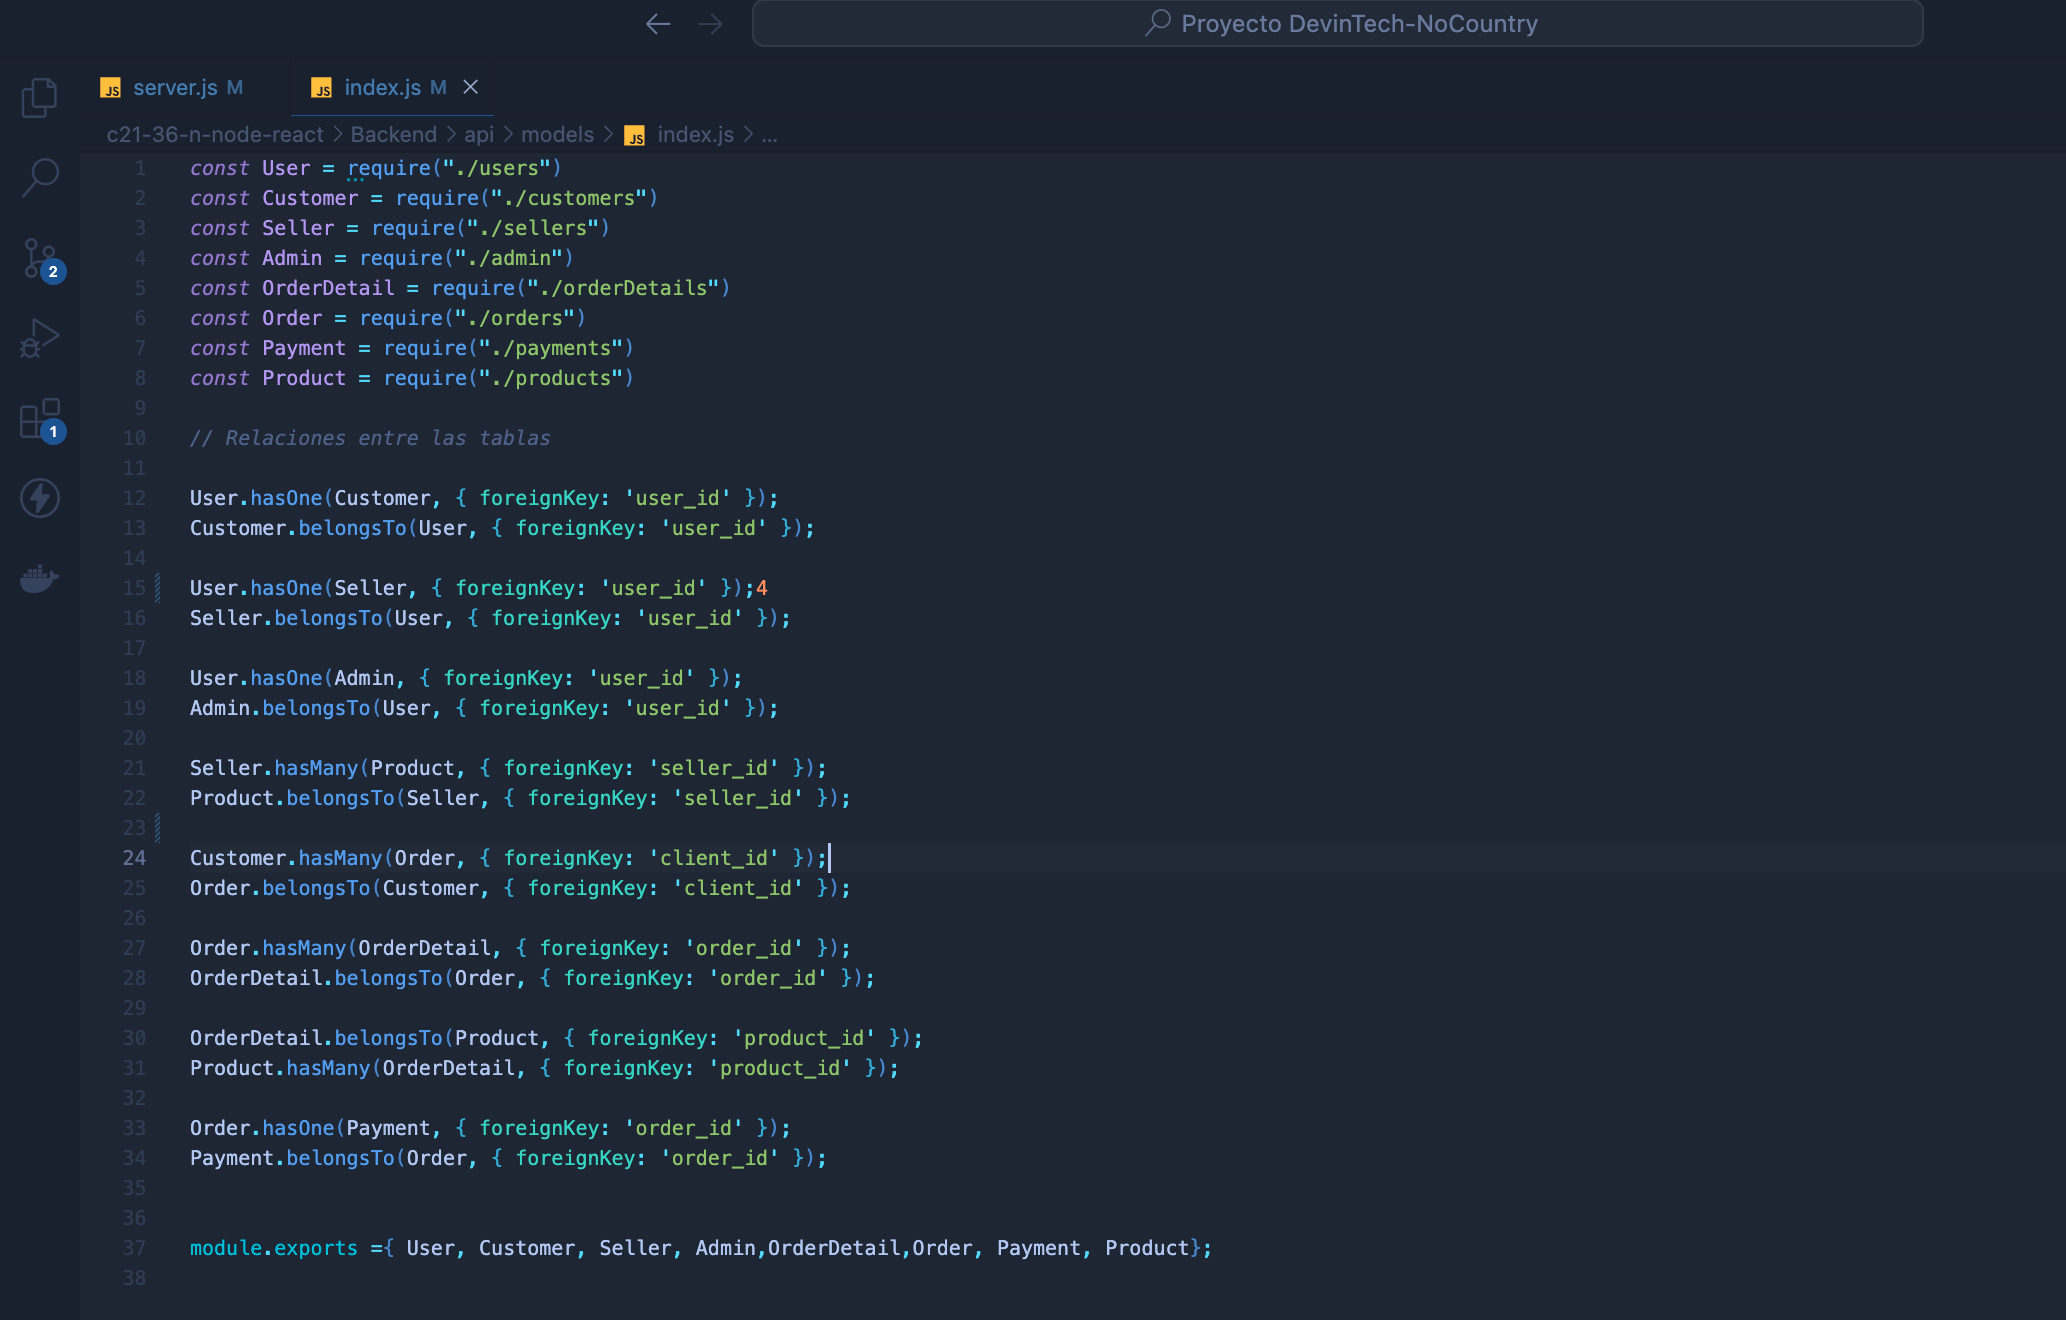 Proyecto DevinTech-NoCountry
JS server.js M JS index.js M
c21-36-n-node-react > Backend > api > models > JS index.js > ...
1 const User = require("./users")
2 const Customer = require("./customers")
3 const Seller = require("./sellers")
4 const Admin = require("./admin")
5 const OrderDetail = require("./orderDetails")
6 const Order = require("./orders")
7 const Payment = require("./payments")
8 const Product = require("./products")
9
10 // Relaciones entre las tablas
11
12 User.hasOne(Customer, { foreignKey: 'user_id' });
13 Customer.belongsTo(User, { foreignKey: 'user_id' });
14
15 User.hasOne(Seller, { foreignKey: 'user_id' });4
16 Seller.belongsTo(User, { foreignKey: 'user_id' });
17
18 User.hasOne(Admin, { foreignKey: 'user_id' });
19 Admin.belongsTo(User, { foreignKey: 'user_id' });
20
21 Seller.hasMany(Product, { foreignKey: 'seller_id' });
22 Product.belongsTo(Seller, { foreignKey: 'seller_id' });
23
24 Customer.hasMany(Order, { foreignKey: 'client_id' });
25 Order.belongsTo(Customer, { foreignKey: 'client_id' });
26
27 Order.hasMany(OrderDetail, { foreignKey: 'order_id' });
28 OrderDetail.belongsTo(Order, { foreignKey: 'order_id' });
29
30 OrderDetail.belongsTo(Product, { foreignKey: 'product_id' });
31 Product.hasMany(OrderDetail, { foreignKey: 'product_id' });
32
33 Order.hasOne(Payment, { foreignKey: 'order_id' });
34 Payment.belongsTo(Order, { foreignKey: 'order_id' });
35
36
37 module.exports ={ User, Customer, Seller, Admin,OrderDetail,Order, Payment, Product};
38
2
1